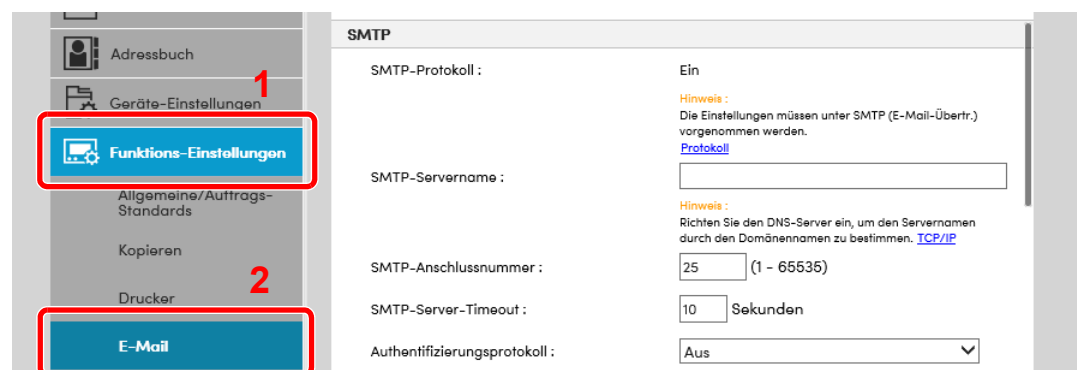 Adressbuch
1
Geräte-Einstellungen
Funktions-Einstellungen
Allgemeine/Auftrags-
Standards
Kopieren
2
Drucker
E-Mail
SMTP
SMTP-Protokoll :
Ein
Hinweis :
Die Einstellungen müssen unter SMTP (E-Mail-Übertr.)
vorgenommen werden.
Protokoll
SMTP-Servername :
Hinweis :
Richten Sie den DNS-Server ein, um den Servernamen
durch den Domänennamen zu bestimmen. TCP/IP
SMTP-Anschlussnummer :
25 (1 - 65535)
SMTP-Server-Timeout :
10 Sekunden
Authentifizierungsprotokoll :
Aus